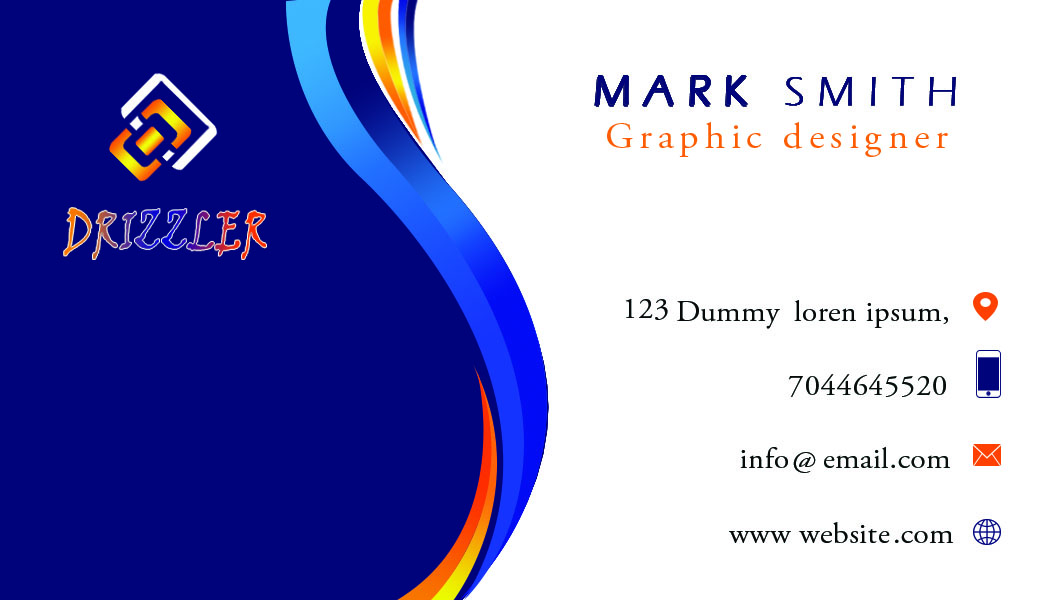 DRIZZLER
MARK SMITH
Graphic designer
123 Dummy loren ipsum,
7044645520
info@email.com
www website.com